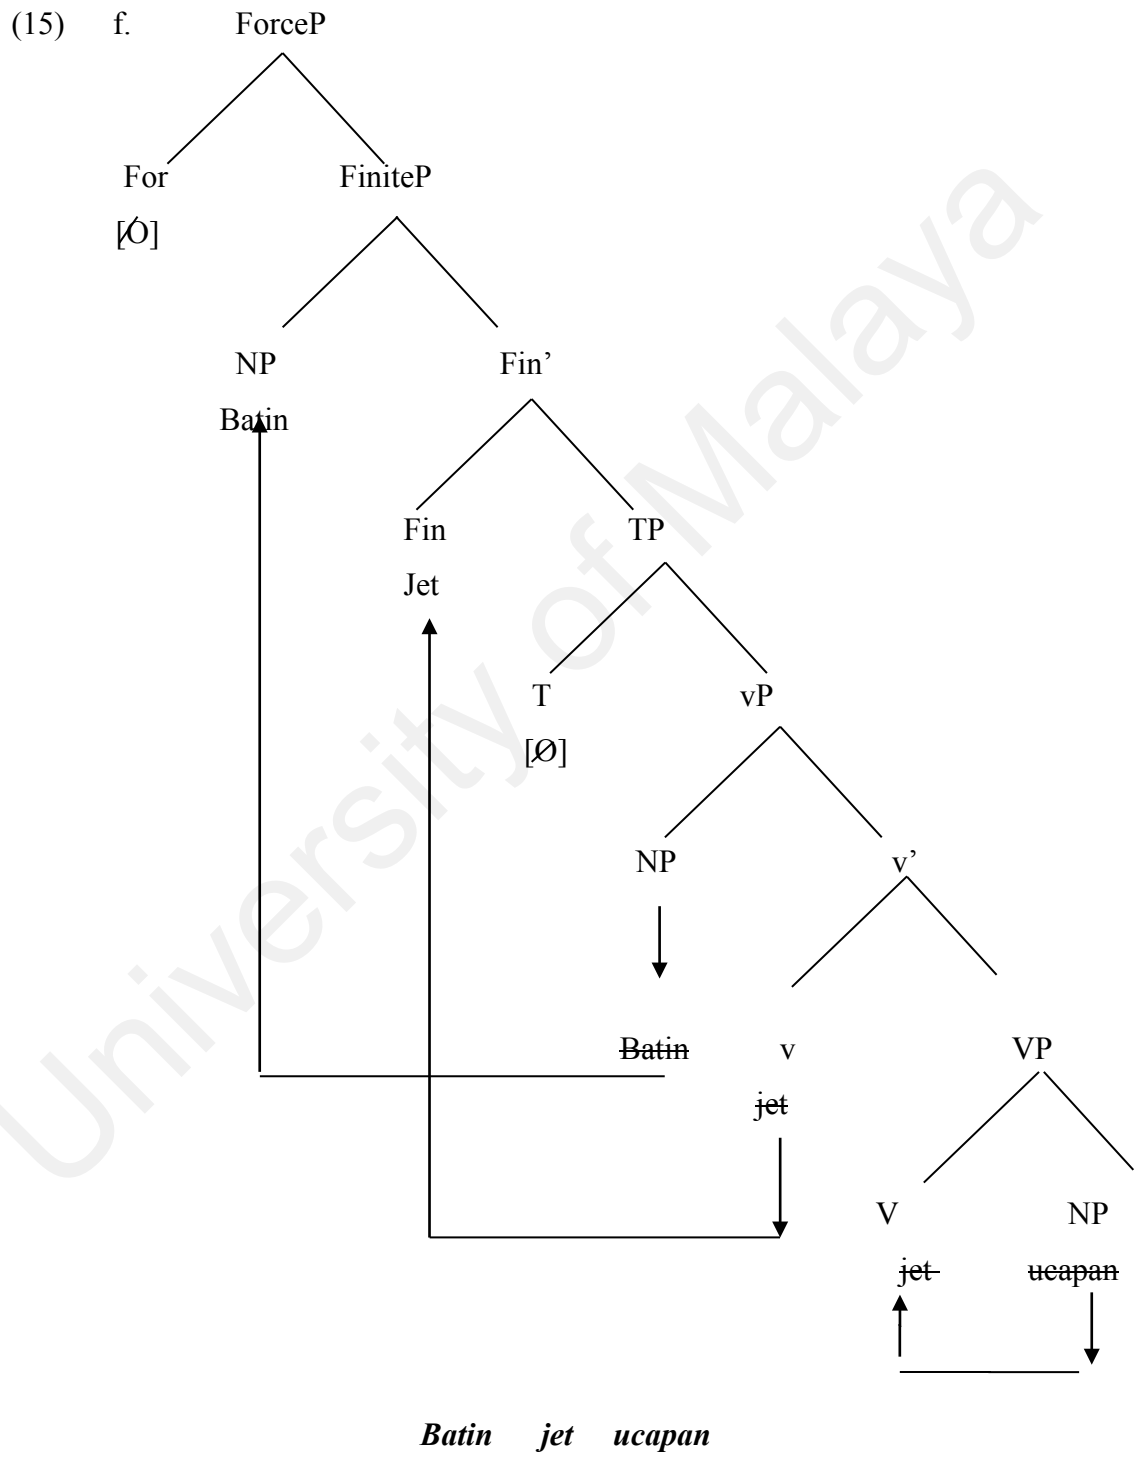 (15) f. ForceP
For FiniteP
[Ø]
NP Fin’
Batin
Fin TP
Jet
T vP
[Ø]
NP v’
Batin v VP
jet
V NP
jet ucapan
Batin jet ucapan
University of Malaya